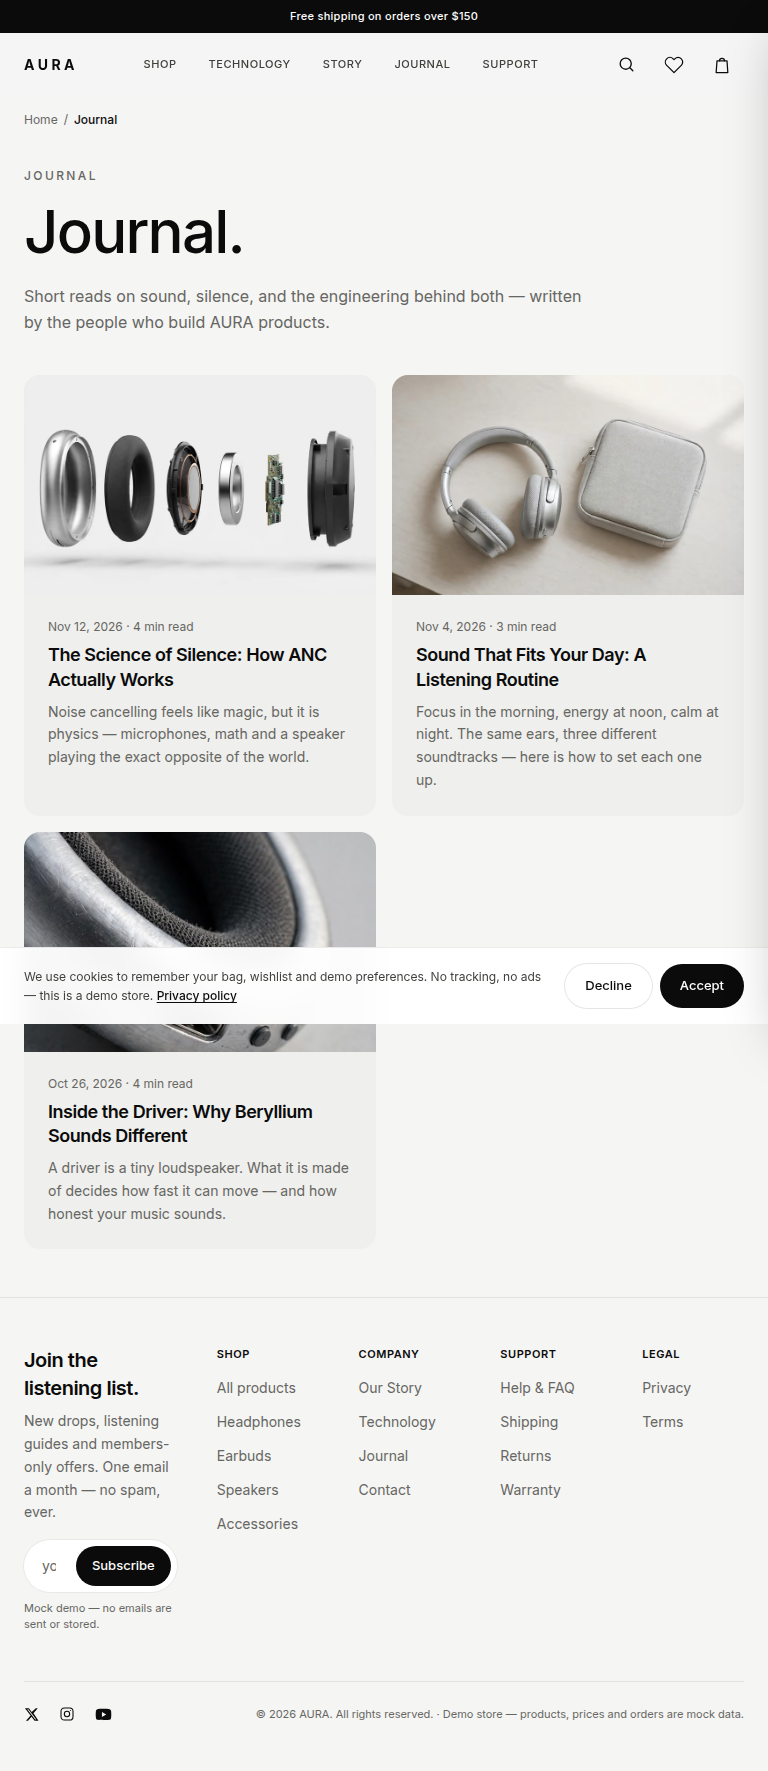 Free shipping on orders over $150
AURA
SHOP
TECHNOLOGY
STORY
JOURNAL
SUPPORT
Home / Journal
JOURNAL
Journal.
Short reads on sound, silence, and the engineering behind both — written
by the people who build AURA products.
Nov 12, 2026 · 4 min read
The Science of Silence: How ANC
Actually Works
Noise cancelling feels like magic, but it is
physics — microphones, math and a speaker
playing the exact opposite of the world.
Nov 4, 2026 · 3 min read
Sound That Fits Your Day: A
Listening Routine
Focus in the morning, energy at noon, calm at
night. The same ears, three different
soundtracks — here is how to set each one
up.
We use cookies to remember your bag, wishlist and demo preferences. No tracking, no ads
— this is a demo store. Privacy policy
Decline
Accept
Oct 26, 2026 · 4 min read
Inside the Driver: Why Beryllium
Sounds Different
A driver is a tiny loudspeaker. What it is made
of decides how fast it can move — and how
honest your music sounds.
Join the
listening list.
New drops, listening
guides and members-
only offers. One email
a month — no spam,
ever.
Subscribe
Mock demo — no emails are
sent or stored.
SHOP
All products
Headphones
Earbuds
Speakers
Accessories
COMPANY
Our Story
Technology
Journal
Contact
SUPPORT
Help & FAQ
Shipping
Returns
Warranty
LEGAL
Privacy
Terms
© 2026 AURA. All rights reserved. · Demo store — products, prices and orders are mock data.